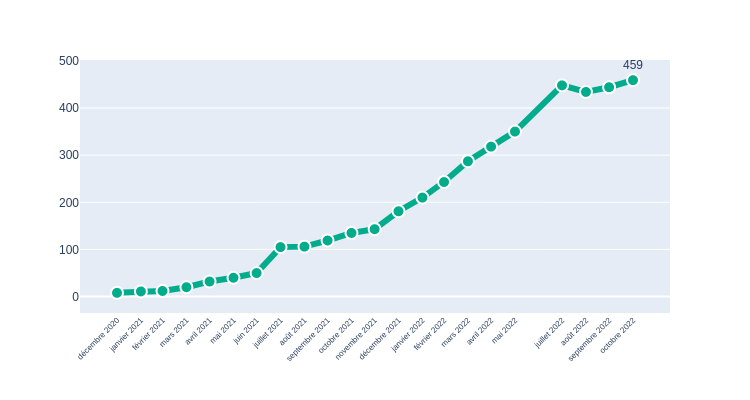 500
459
400
300
200
100
0
décembre 2020
janvier 2021
février 2021
mars 2021
avril 2021
mai 2021
juin 2021
juillet 2021
août 2021
septembre 2021
octobre 2021
novembre 2021
décembre 2021
janvier 2022
février 2022
mars 2022
avril 2022
mai 2022
juillet 2022
août 2022
septembre 2022
octobre 2022